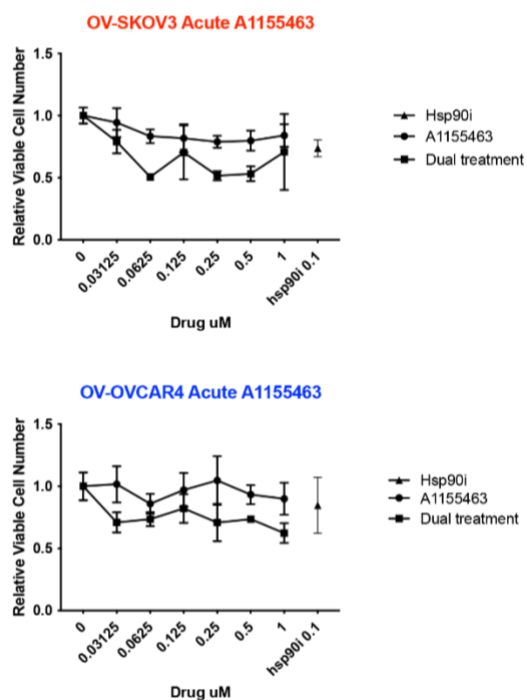 OV-SKOV3 Acute A1155463
Relative Viable Cell Number
1.5
1.0
0.5
0.0
0
0.03125
0.0625
0.125
0.25
0.5
1
hsp90i 0.1
Drug uM
Hsp90i
A1155463
Dual treatment
OV-OVCAR4 Acute A1155463
Relative Viable Cell Number
1.5
1.0
0.5
0.0
0
0.03125
0.0625
0.125
0.25
0.5
1
hsp90i 0.1
Drug uM
Hsp90i
A1155463
Dual treatment